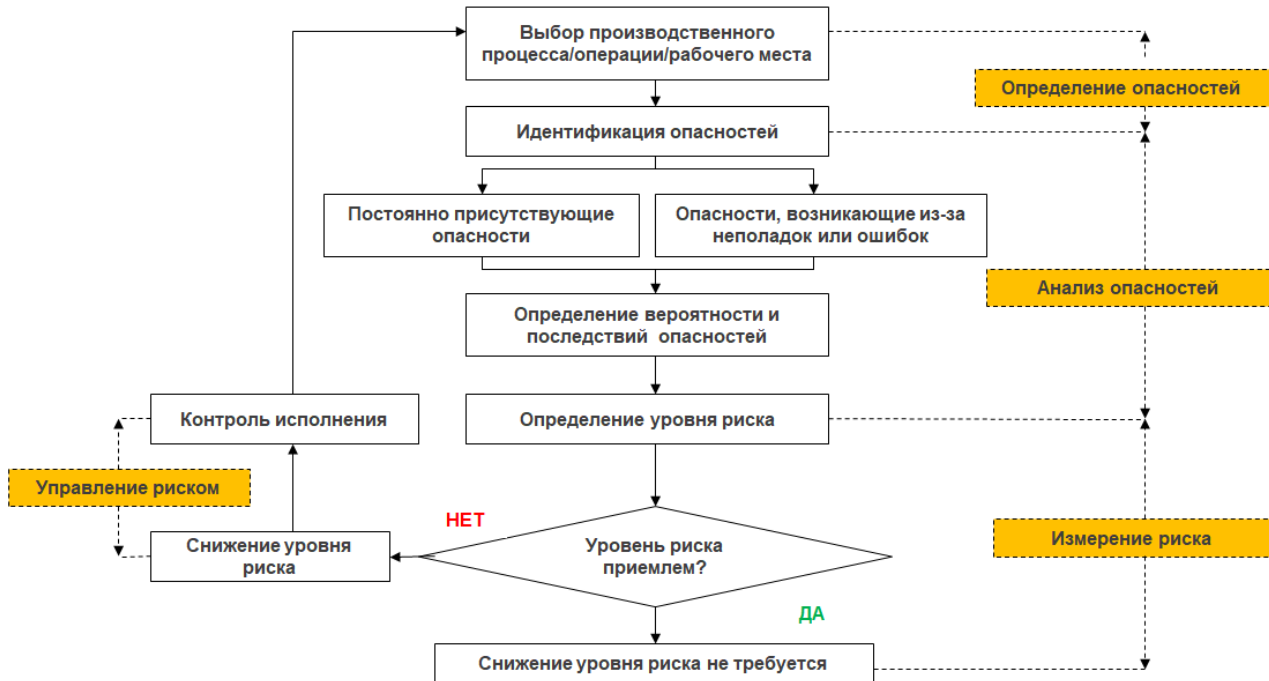 Выбор производственного
процесса/операции/рабочего места
Определение опасностей
Идентификация опасностей
Постоянно присутствующие
опасности
Опасности, возникающие из-за
неполадок или ошибок
Анализ опасностей
Определение вероятности и
последствий опасностей
Контроль исполнения
Определение уровня риска
Управление риском
НЕТ
Снижение уровня
риска
Уровень риска
приемлем?
Измерение риска
ДА
Снижение уровня риска не требуется